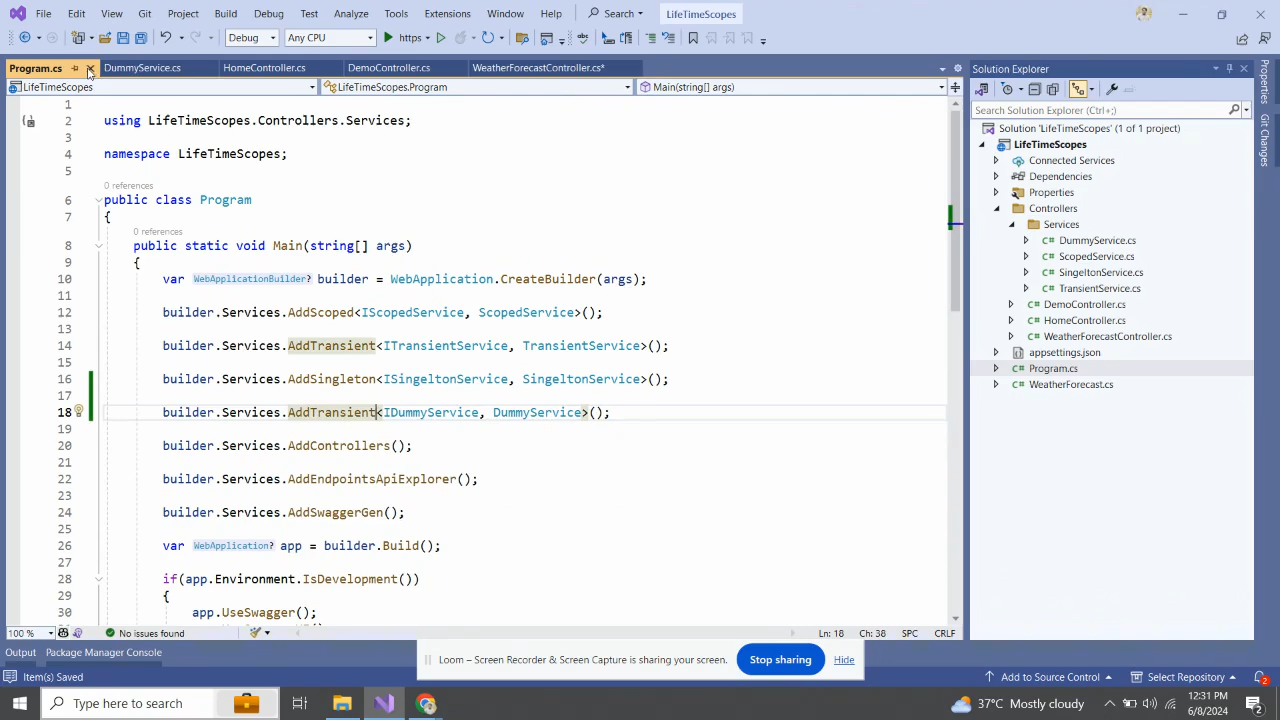 File Edit View Git Project Build Debug Test Analyze Tools Extensions Window Help Search LifeTimeScopes
Debug Any CPU https
Program.cs DummyService.cs HomeController.cs DemoController.cs WeatherForecastController.cs*
LifeTimeScopes LifeTimeScopes.Program Main(string[] args)
1
2 using LifeTimeScopes.Controllers.Services;
3
4 namespace LifeTimeScopes;
5
0 references
6 public class Program
7 {
0 references
8 public static void Main(string[] args)
9 {
10 var WebApplicationBuilder? builder = WebApplication.CreateBuilder(args);
11
12 builder.Services.AddScoped<IScopedService, ScopedService>();
13
14 builder.Services.AddTransient<ITransientService, TransientService>();
15
16 builder.Services.AddSingleton<ISingeltonService, SingeltonService>();
17
18 builder.Services.AddTransient<IDummyService, DummyService>();
19
20 builder.Services.AddControllers();
21
22 builder.Services.AddEndpointsApiExplorer();
23
24 builder.Services.AddSwaggerGen();
25
26 var WebApplication? app = builder.Build();
27
28 if(app.Environment.IsDevelopment())
29 {
30 app.UseSwagger();
100 % No issues found Ln: 18 Ch: 38 SPC CRLF
Output Package Manager Console
Item(s) Saved
Solution Explorer
Search Solution Explorer (Ctrl+;)
Solution 'LifeTimeScopes' (1 of 1 project)
LifeTimeScopes
Connected Services
Dependencies
Properties
Controllers
Services
C# DummyService.cs
C# ScopedService.cs
C# SingeltonService.cs
C# TransientService.cs
C# DemoController.cs
C# HomeController.cs
C# WeatherForecastController.cs
appsettings.json
C# Program.cs
C# WeatherForecast.cs
Properties
Git Changes
Loom – Screen Recorder & Screen Capture is sharing your screen. Stop sharing Hide
Add to Source Control Select Repository 2
Type here to search
37°C Mostly cloudy
12:31 PM
6/8/2024
2